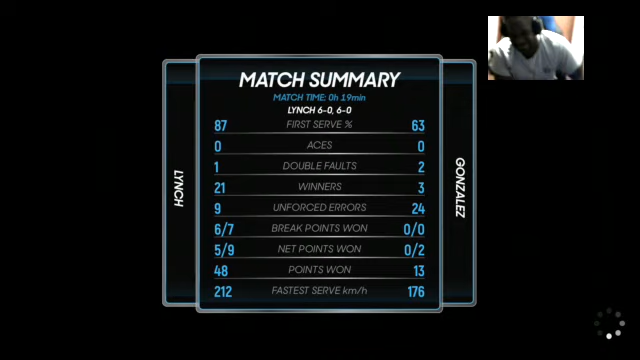 MATCH SUMMARY
MATCH TIME: 0h 19min
LYNCH 6-0, 6-0
87 FIRST SERVE % 63
0 ACES 0
1 DOUBLE FAULTS 2
21 WINNERS 3
9 UNFORCED ERRORS 24
6/7 BREAK POINTS WON 0/0
5/9 NET POINTS WON 0/2
48 POINTS WON 13
212 FASTEST SERVE km/h 176
LYNCH
GONZALEZ